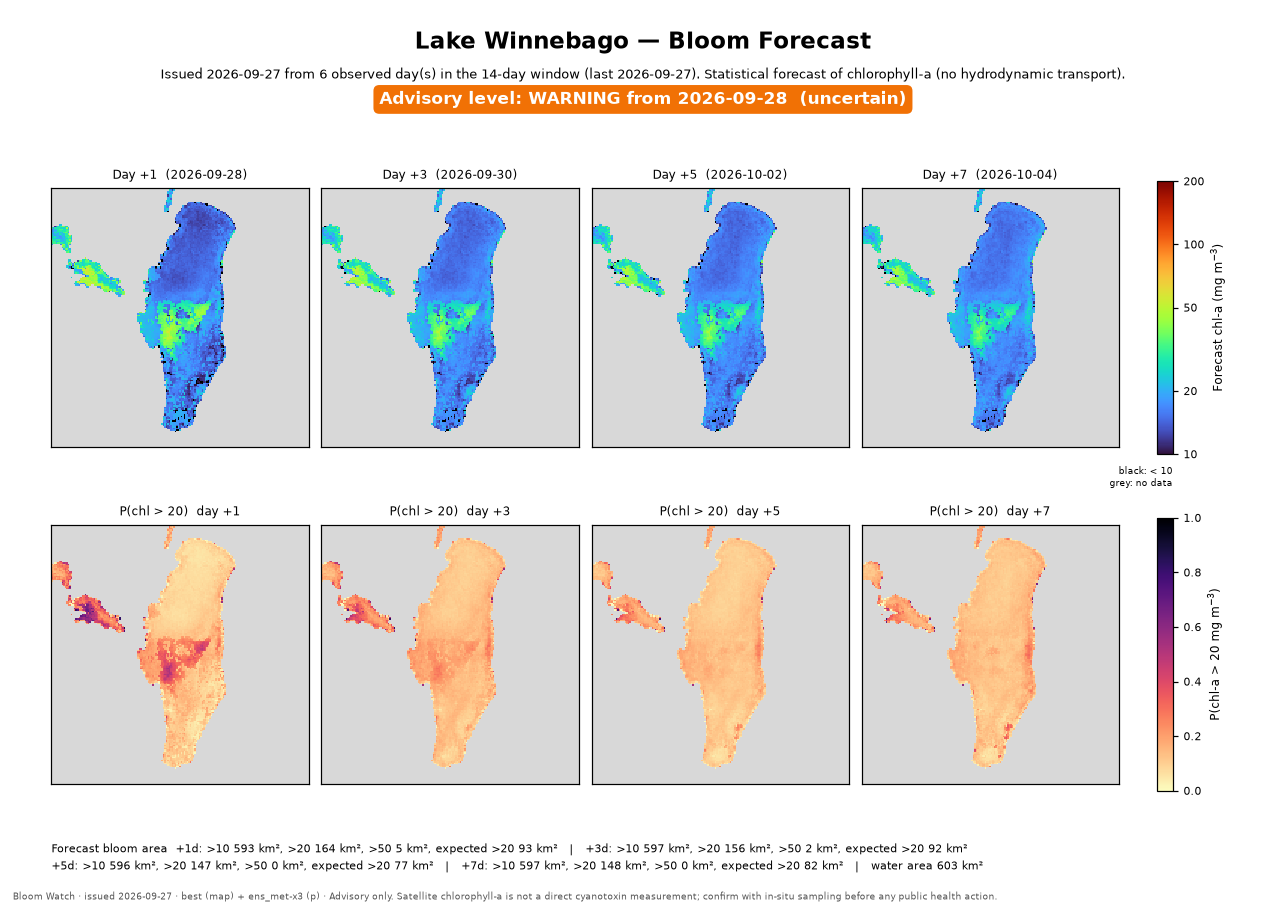 Lake Winnebago — Bloom Forecast
Issued 2026-09-27 from 6 observed day(s) in the 14-day window (last 2026-09-27). Statistical forecast of chlorophyll-a (no hydrodynamic transport).
Advisory level: WARNING from 2026-09-28 (uncertain)
Day +1 (2026-09-28)
Day +3 (2026-09-30)
Day +5 (2026-10-02)
Day +7 (2026-10-04)
200
100
50
20
10
Forecast chl-a (mg m⁻³)
black: < 10
grey: no data
P(chl > 20) day +1
P(chl > 20) day +3
P(chl > 20) day +5
P(chl > 20) day +7
1.0
0.8
0.6
0.4
0.2
0.0
P(chl-a > 20 mg m⁻³)
Forecast bloom area +1d: >10 593 km², >20 164 km², >50 5 km², expected >20 93 km² | +3d: >10 597 km², >20 156 km², >50 2 km², expected >20 92 km²
+5d: >10 596 km², >20 147 km², >50 0 km², expected >20 77 km² | +7d: >10 597 km², >20 148 km², >50 0 km², expected >20 82 km² | water area 603 km²
Bloom Watch · issued 2026-09-27 · best (map) + ens_met-x3 (p) · Advisory only. Satellite chlorophyll-a is not a direct cyanotoxin measurement; confirm with in-situ sampling before any public health action.